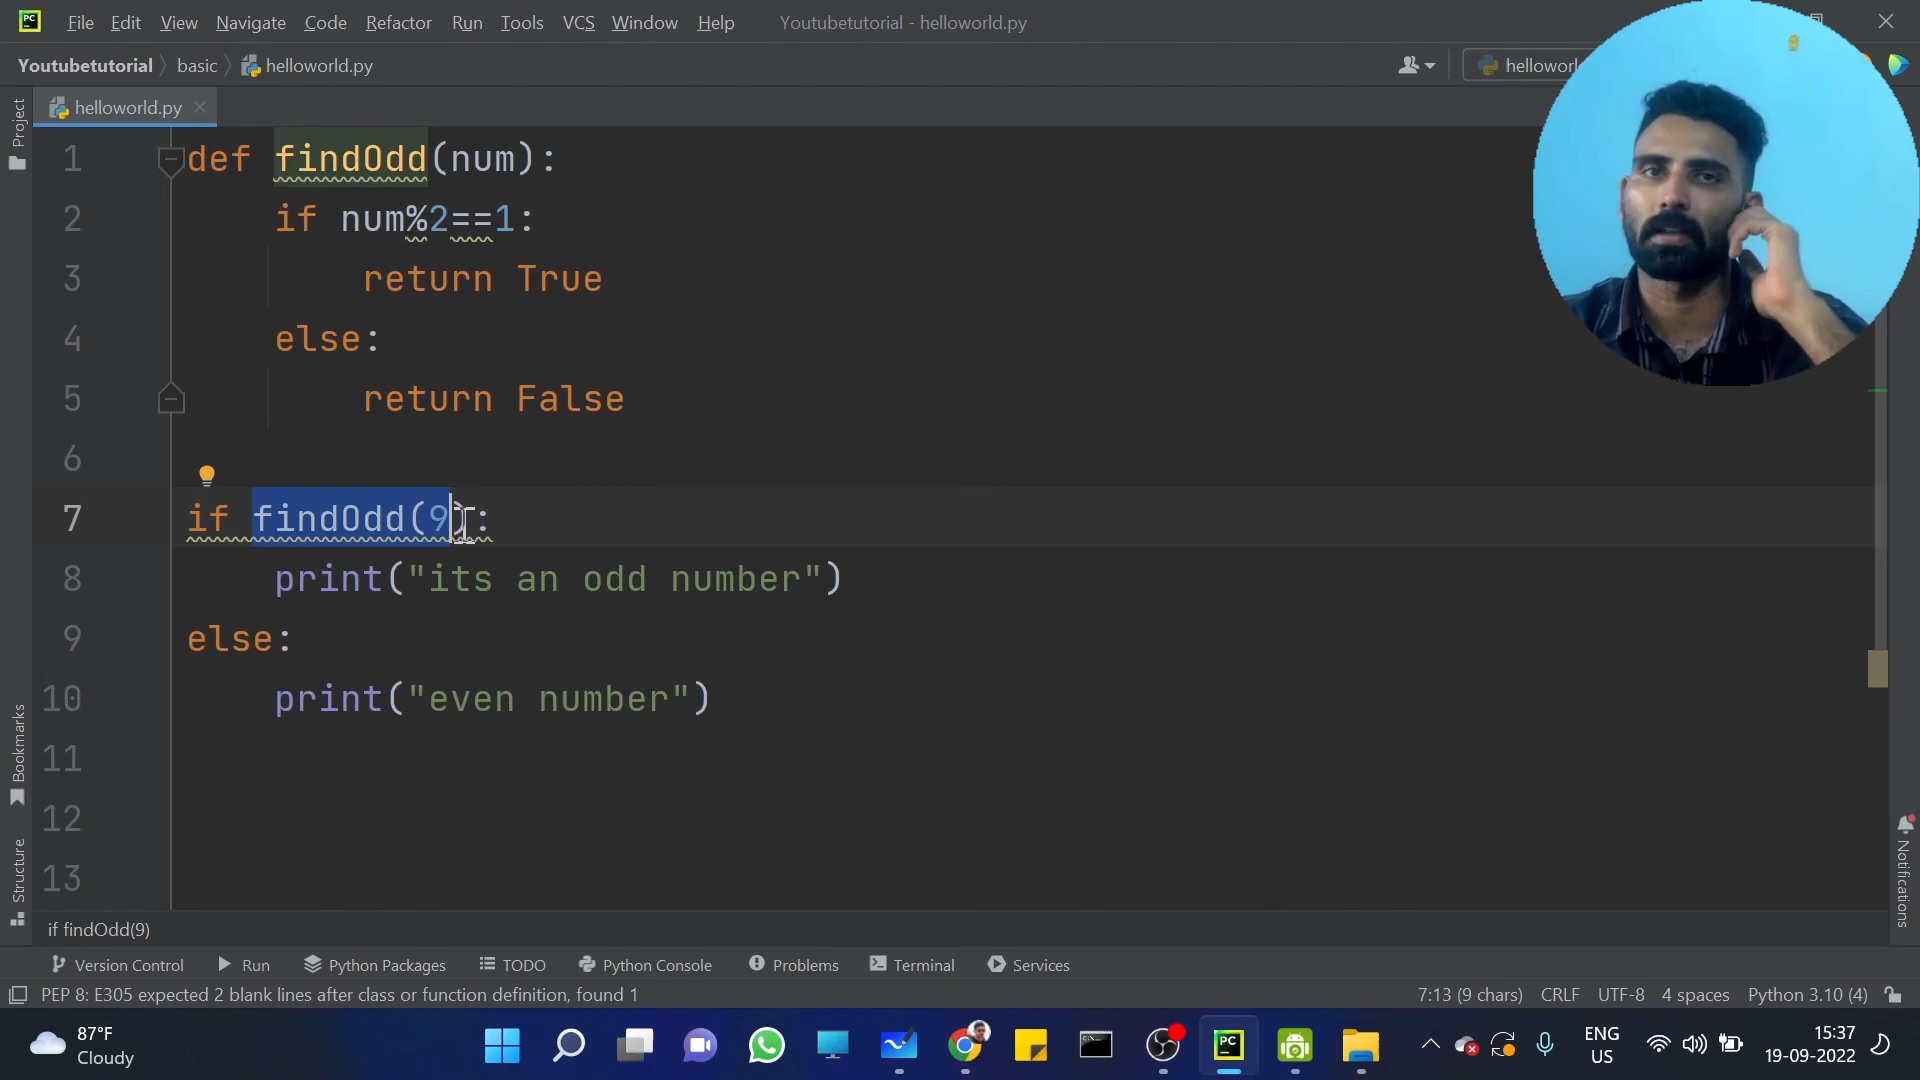 PC File Edit View Navigate Code Refactor Run Tools VCS Window Help Youtubetutorial - helloworld.py
Youtubetutorial basic helloworld.py
helloworld.py
Project
1 def findOdd(num):
2 if num%2==1:
3 return True
4 else:
5 return False
6
7 if findOdd(9):
8 print("its an odd number")
9 else:
10 print("even number")
11
12
13
Bookmarks
Structure
Notifications
if findOdd(9)
Version Control Run Python Packages TODO Python Console Problems Terminal Services
PEP 8: E305 expected 2 blank lines after class or function definition, found 1 7:13 (9 chars) CRLF UTF-8 4 spaces Python 3.10 (4)
87°F
Cloudy
PC
ENG
US
15:37
19-09-2022